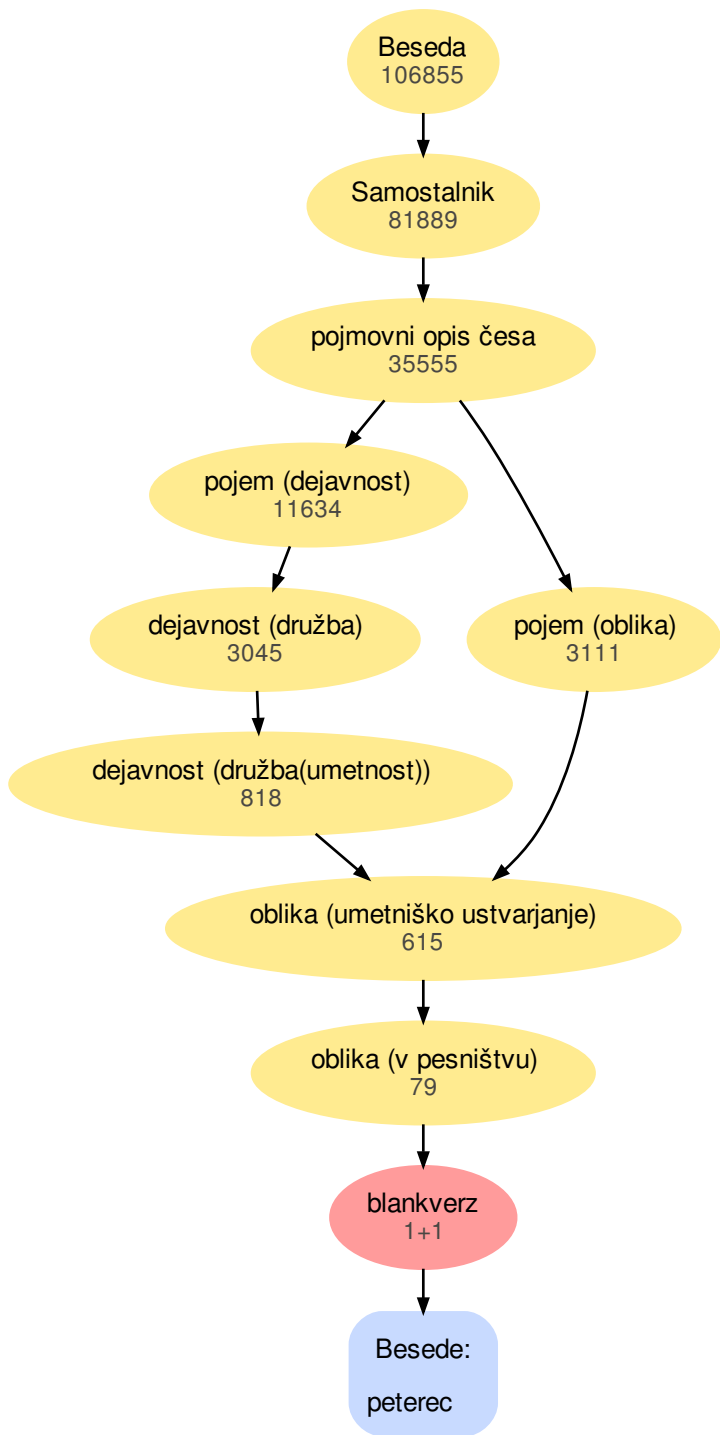 Beseda
106855
Samostalnik
81889
pojmovni opis česa
35555
pojem (dejavnost)
11634
dejavnost (družba)
3045
pojem (oblika)
3111
dejavnost (družba(umetnost))
818
oblika (umetniško ustvarjanje)
615
oblika (v pesništvu)
79
blankverz
1+1
Besede:
peterec